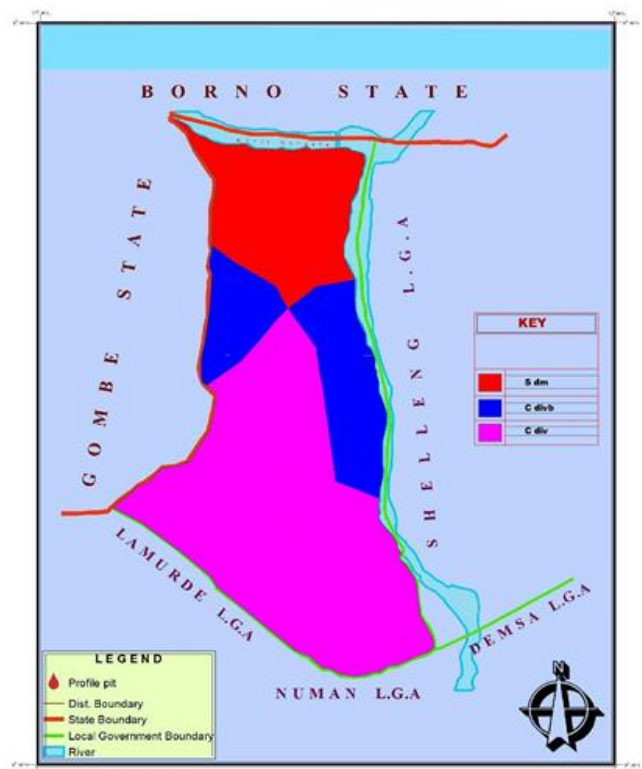 BORNO STATE
GOMBE STATE
SHELLENG L.G.A
KEY
S dm
C divb
C div
LAMURDE L.G.A
DEMSA L.G.A
NUMAN L.G.A
LEGEND
Profile pit
Dist. Boundary
State Boundary
Local Government Boundary
River
N